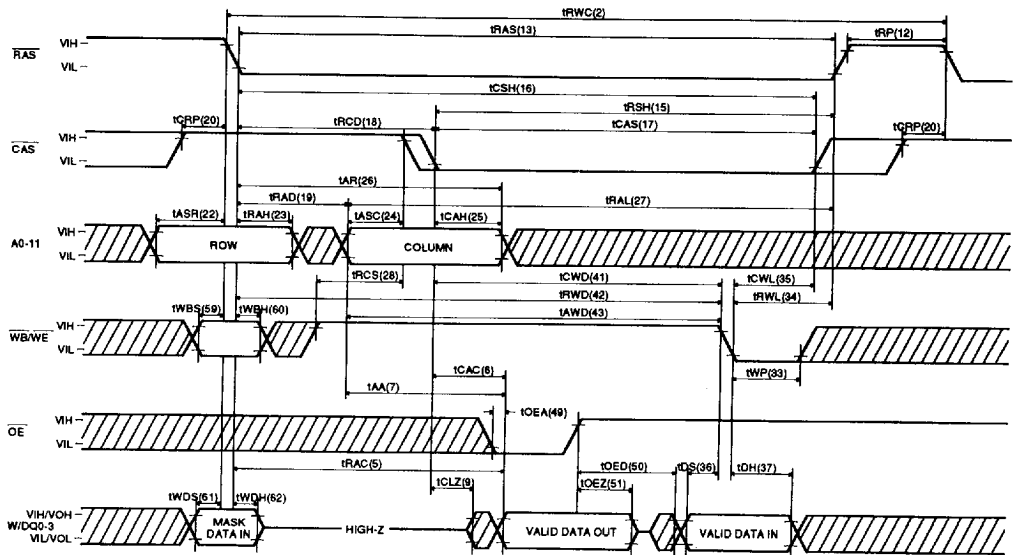 tRWC(2)
tRAS(13)
tRP(12)
RAS
VIH
VIL
tCSH(16)
tRSH(15)
tCRP(20)
tRCD(18)
tCAS(17)
tCRP(20)
CAS
VIH
VIL
tAR(26)
tRAD(19)
tRAL(27)
tASR(22)
tRAH(23)
tASC(24)
tCAH(25)
A0-11
VIH
VIL
ROW
COLUMN
tRCS(28)
tCWD(41)
tCWL(35)
tRWD(42)
tRWL(34)
tWBS(59)
tWBH(60)
tAWD(43)
WB/WE
VIH
VIL
tCAC(6)
tWP(33)
tAA(7)
tOEA(49)
OE
VIH
VIL
tRAC(5)
tOED(50)
tDS(36)
tDH(37)
tCLZ(9)
tOEZ(51)
tWDS(61)
tWDH(62)
VIH/VOH
W/DQ0-3
VIL/VOL
MASK
DATA IN
HIGH-Z
VALID DATA OUT
VALID DATA IN